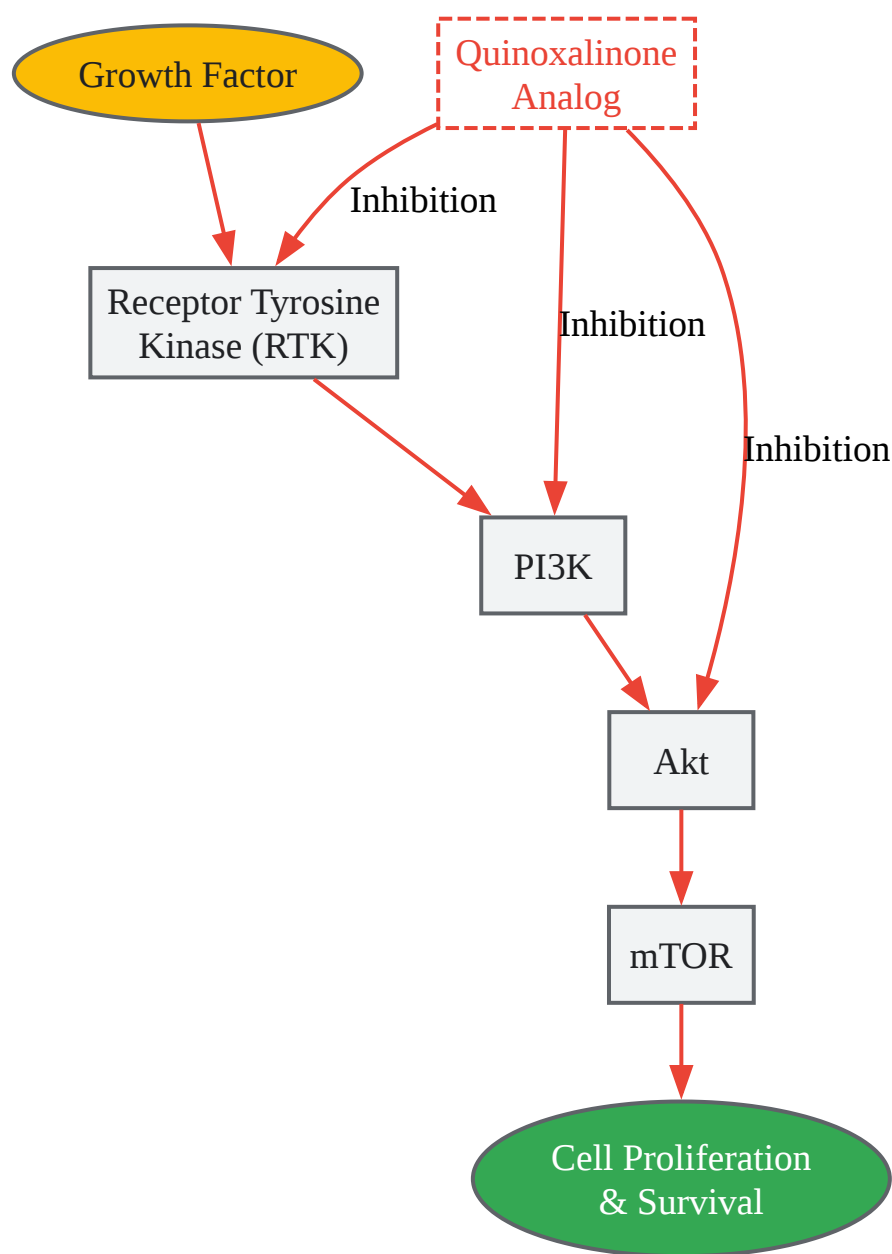 Growth Factor
Quinoxalinone
Analog
Inhibition
Receptor Tyrosine
Kinase (RTK)
Inhibition
Inhibition
PI3K
Akt
mTOR
Cell Proliferation
& Survival